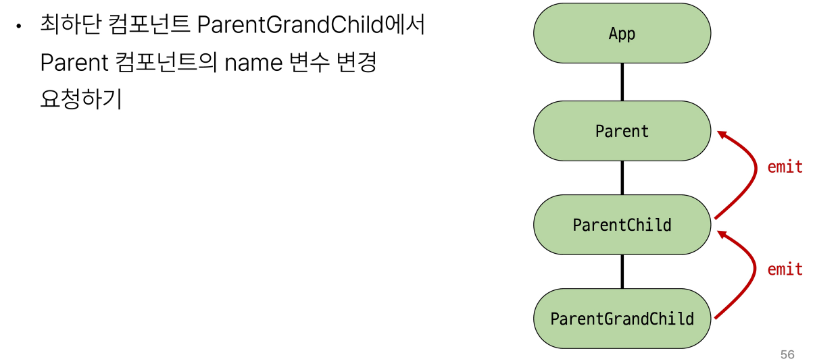 • 최하단 컴포넌트 ParentGrandChild에서
Parent 컴포넌트의 name 변수 변경
요청하기
App
Parent
emit
ParentChild
emit
ParentGrandChild
56